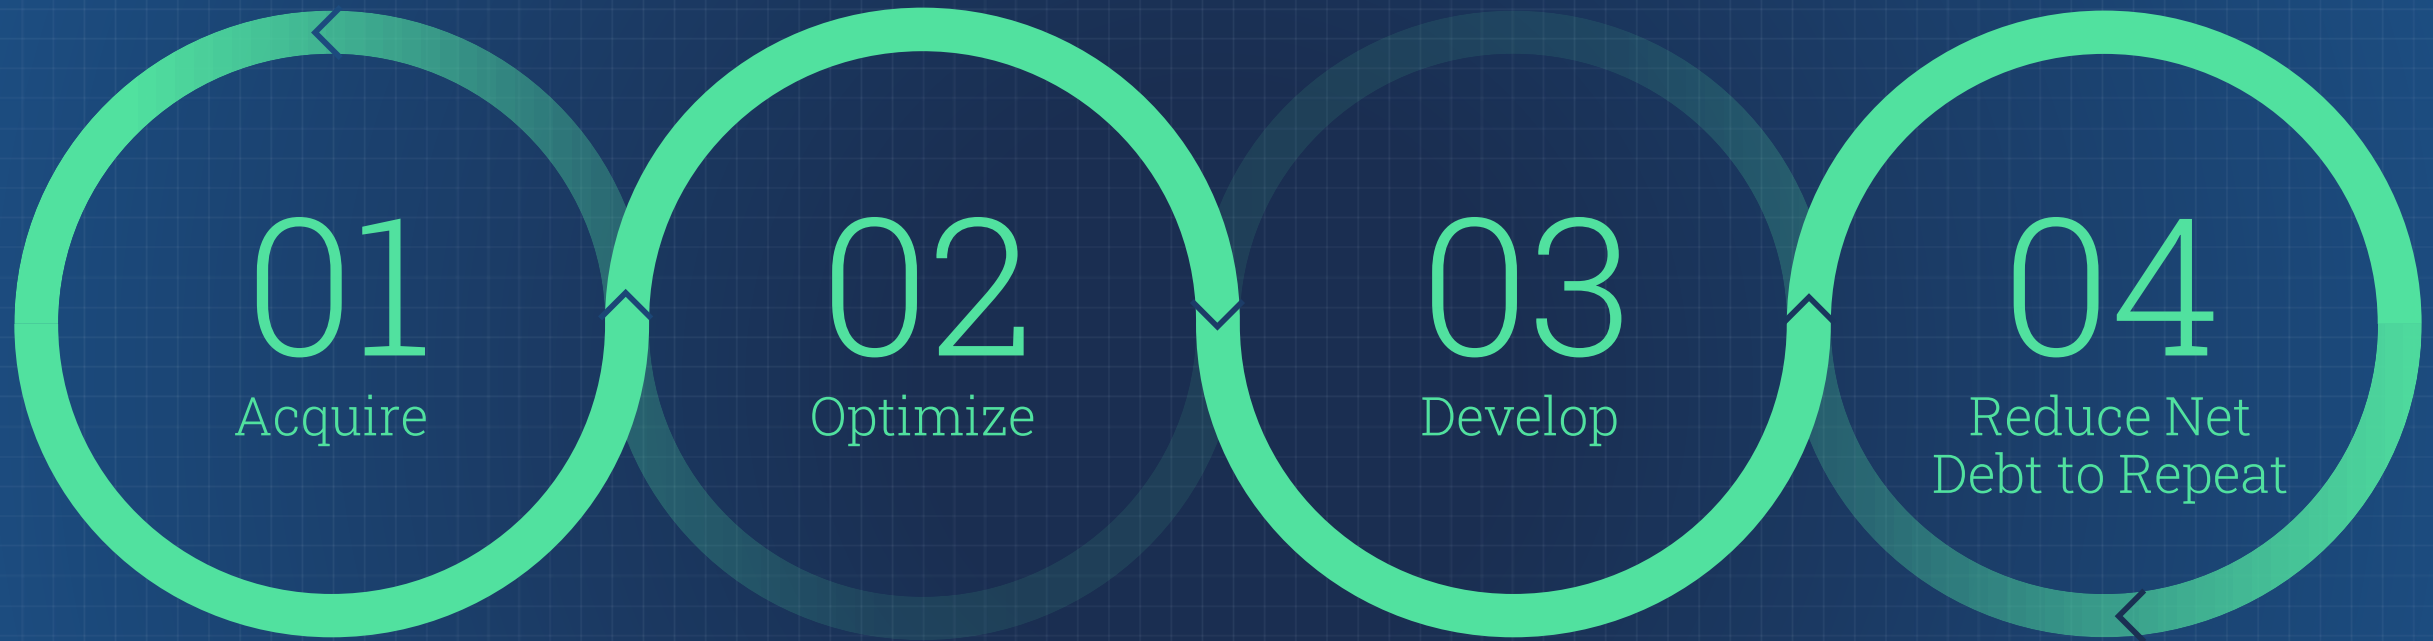 01
Acquire
02
Optimize
03
Develop
04
Reduce Net
Debt to Repeat